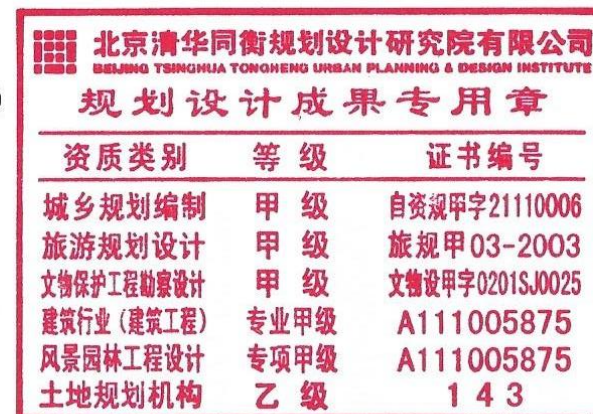 北京清华同衡规划设计研究院有限公司
BEIJING TSINGHUA TONGHENG URBAN PLANNING & DESIGN INSTITUTE
规划设计成果专用章
资质类别 等级 证书编号
城乡规划编制 甲级 自资规甲字21110006
旅游规划设计 甲级 旅规甲03-2003
文物保护工程勘察设计 甲级 文物设甲字0201SJ0025
建筑行业（建筑工程） 专业甲级 A111005875
风景园林工程设计 专项甲级 A111005875
土地规划机构 乙级 143